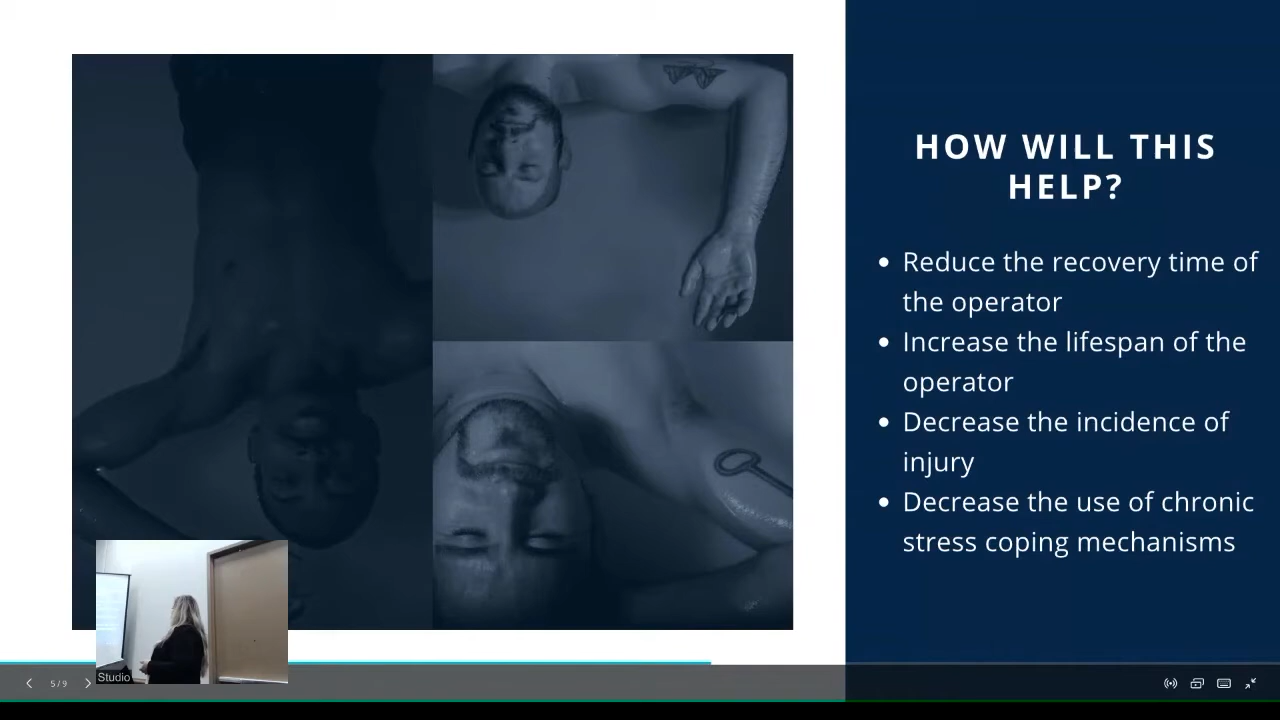 HOW WILL THIS
HELP?
Reduce the recovery time of
the operator
Increase the lifespan of the
operator
Decrease the incidence of
injury
Decrease the use of chronic
stress coping mechanisms
Studio
5/9